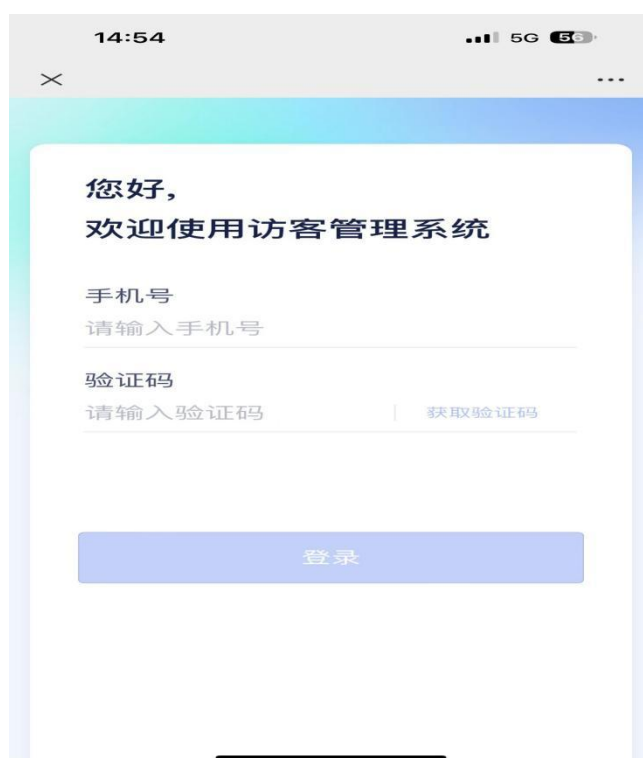 14:54 5G 56
您好,
欢迎使用访客管理系统
手机号
请输入手机号
验证码
请输入验证码 获取验证码
登录